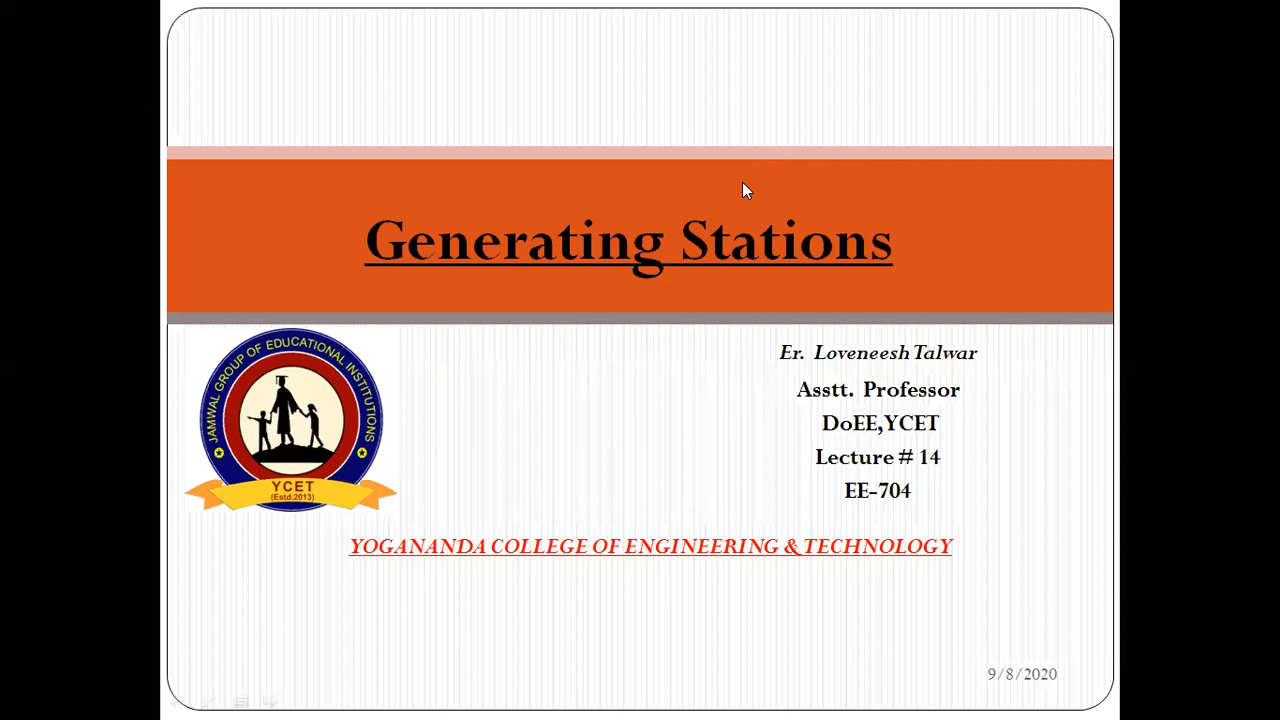 Generating Stations
JAMWAL GROUP OF EDUCATIONAL INSTITUTIONS
YCET
(Estd.2013)
Er. Loveneesh Talwar
Asstt. Professor
DoEE,YCET
Lecture # 14
EE-704
YOGANANDA COLLEGE OF ENGINEERING & TECHNOLOGY
9/8/2020